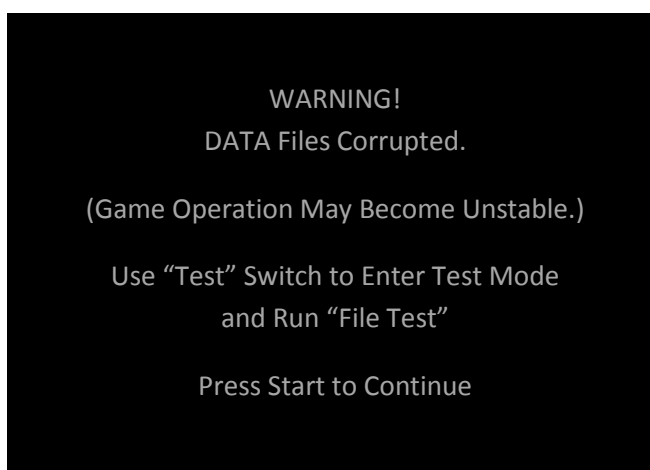 WARNING!
DATA Files Corrupted.
(Game Operation May Become Unstable.)
Use “Test” Switch to Enter Test Mode
and Run “File Test”
Press Start to Continue